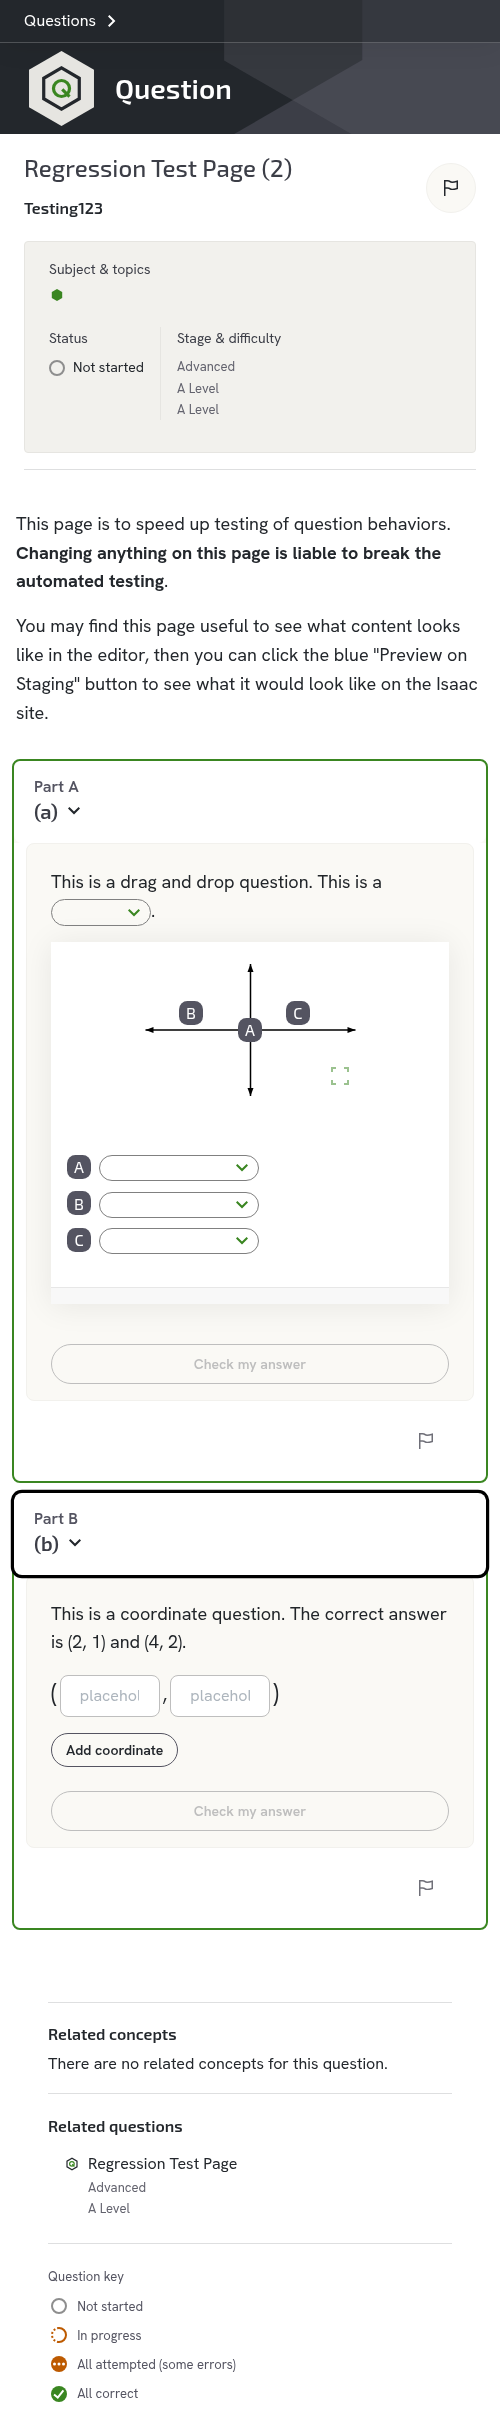 Questions
Question
Regression Test Page (2)
Testing123
Subject & topics
Status
Not started
Stage & difficulty
Advanced
A Level
A Level
This page is to speed up testing of question behaviors.
Changing anything on this page is liable to break the
automated testing.
You may find this page useful to see what content looks
like in the editor, then you can click the blue "Preview on
Staging" button to see what it would look like on the Isaac
site.
Part A
(a)
This is a drag and drop question. This is a
.
B A C
A
B
C
Check my answer
Part B
(b)
This is a coordinate question. The correct answer
is (2, 1) and (4, 2).
( placehol , placehol )
Add coordinate
Check my answer
Related concepts
There are no related concepts for this question.
Related questions
Regression Test Page
Advanced
A Level
Question key
Not started
In progress
All attempted (some errors)
All correct